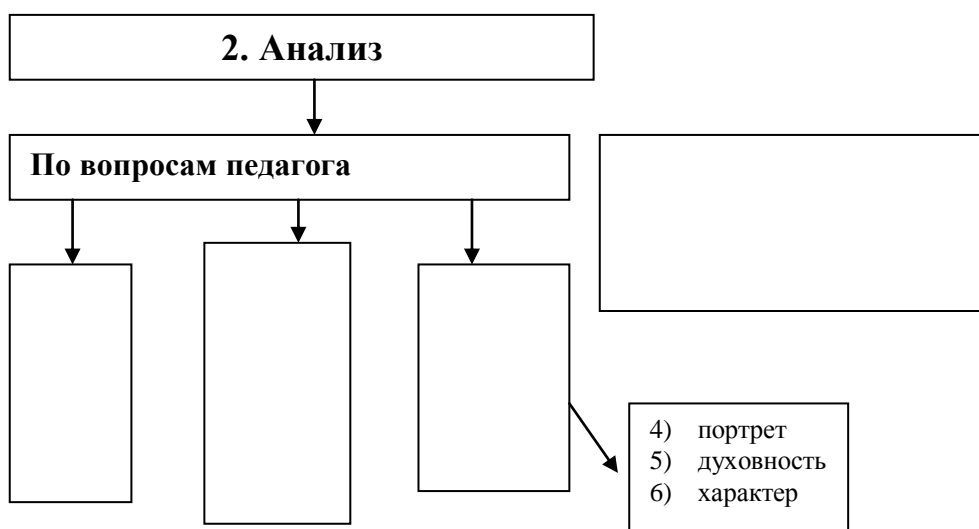 2. Анализ
По вопросам педагога
4) портрет
5) духовность
6) характер